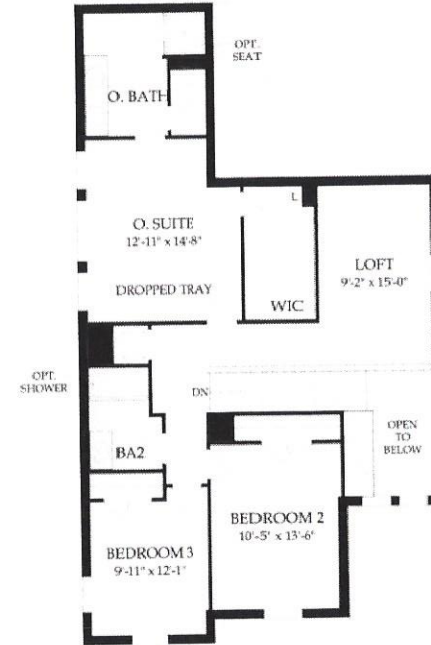 OPT.
SEAT
O. BATH
O. SUITE
12'-11" x 14'-8"
DROPPED TRAY
L
WIC
LOFT
9'-2" x 15'-0"
OPT.
SHOWER
DN
OPEN
TO
BELOW
BA2
BEDROOM 2
10'-5" x 13'-6"
BEDROOM 3
9'-11" x 12'-1"